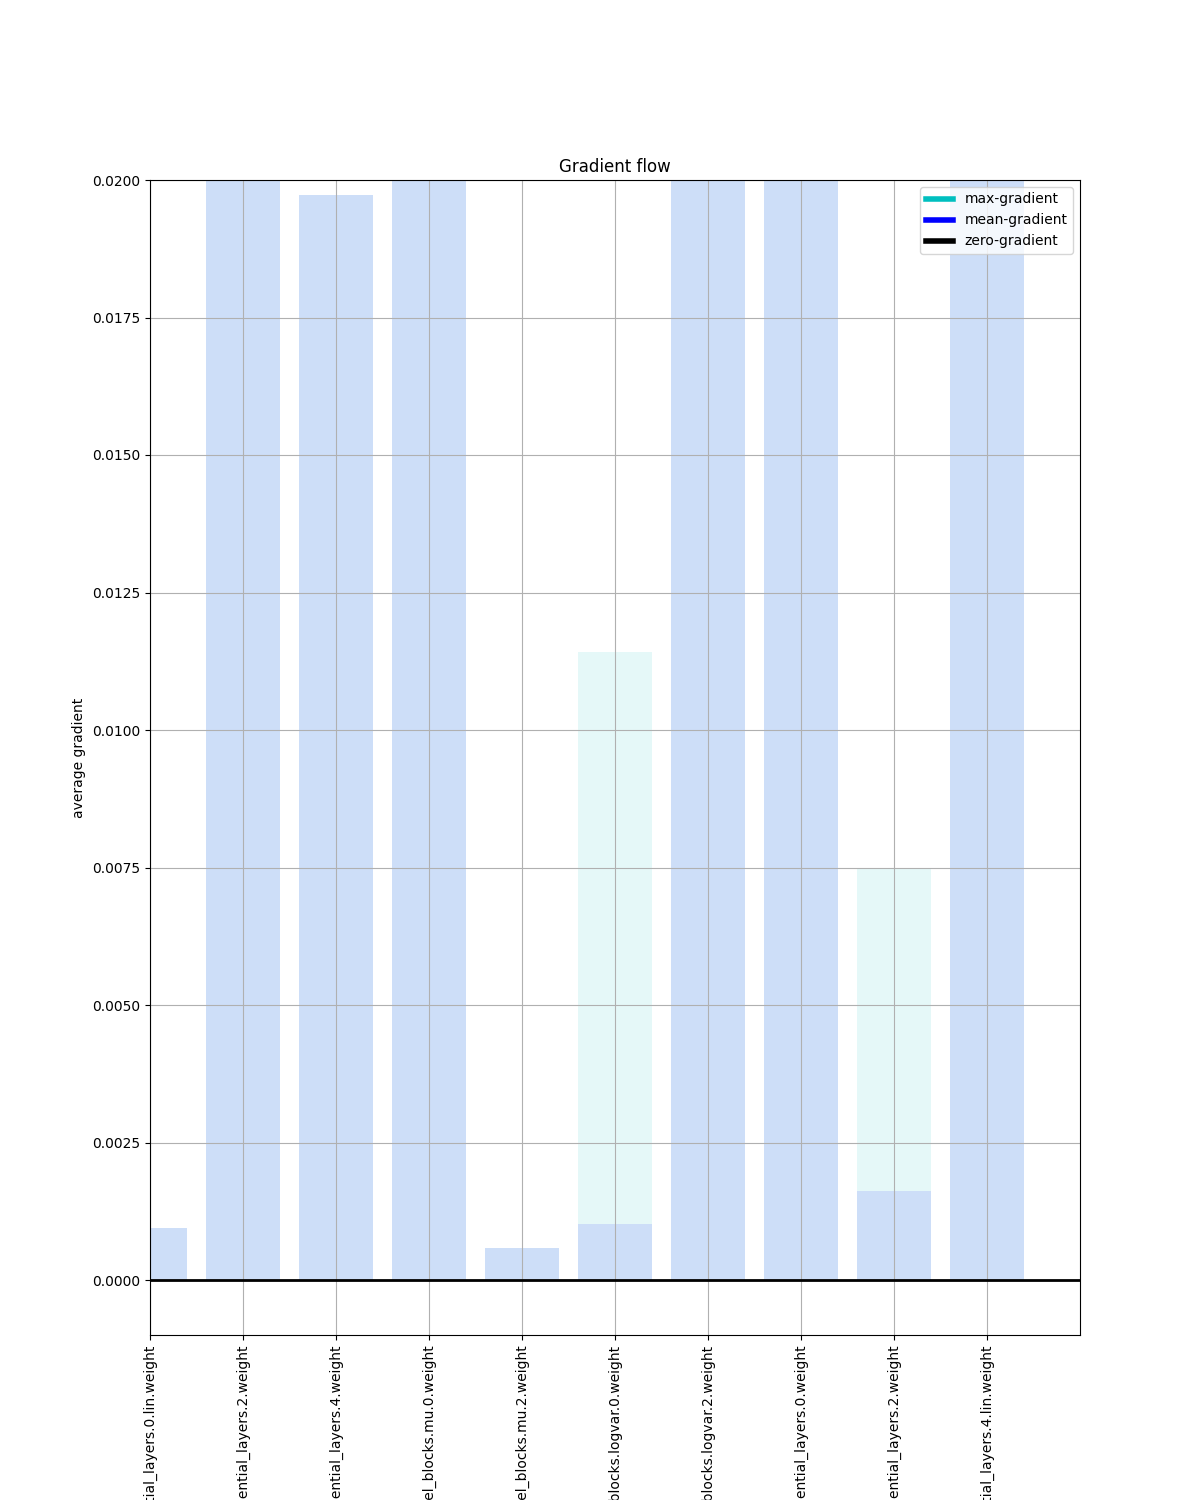 Gradient flow
max-gradient
mean-gradient
zero-gradient
0.0200
0.0175
0.0150
0.0125
0.0100
0.0075
0.0050
0.0025
0.0000
average gradient
tial_layers.0.lin.weight
ential_layers.2.weight
ential_layers.4.weight
el_blocks.mu.0.weight
el_blocks.mu.2.weight
blocks.logvar.0.weight
blocks.logvar.2.weight
ential_layers.0.weight
ential_layers.2.weight
tial_layers.4.lin.weight